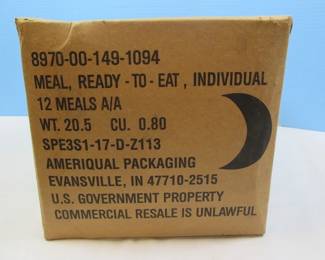 8970-00-149-1094
MEAL, READY-TO-EAT, INDIVIDUAL
12 MEALS A/A
WT. 20.5 CU. 0.80
SPE3S1-17-D-Z113
AMERIQUAL PACKAGING
EVANSVILLE, IN 47710-2515
U.S. GOVERNMENT PROPERTY
COMMERCIAL RESALE IS UNLAWFUL